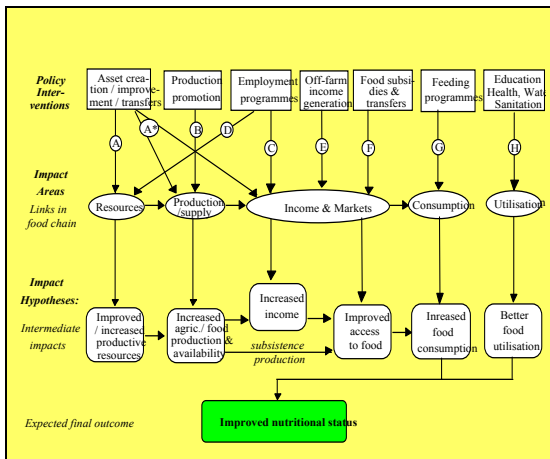 Policy
Interventions
Asset crea-
tion / improve-
ment / transfers
Production
promotion
Employment
programmes
Off-farm
income
generation
Food subsi-
dies &
transfers
Feeding
programmes
Education
Health, Wate
Sanitation
A
A*
B
D
C
E
F
G
H
Impact
Areas
Links in
food chain
Resources
Production
/supply
Income & Markets
Consumption
Utilisation
Impact
Hypotheses:
Intermediate
impacts
Improved
/ increased
productive
resources
Increased
agric./ food
production &
availability
Increased
income
subsistence
production
Improved
access
to food
Inreased
food
consumption
Better
food
utilisation
Expected final outcome
Improved nutritional status